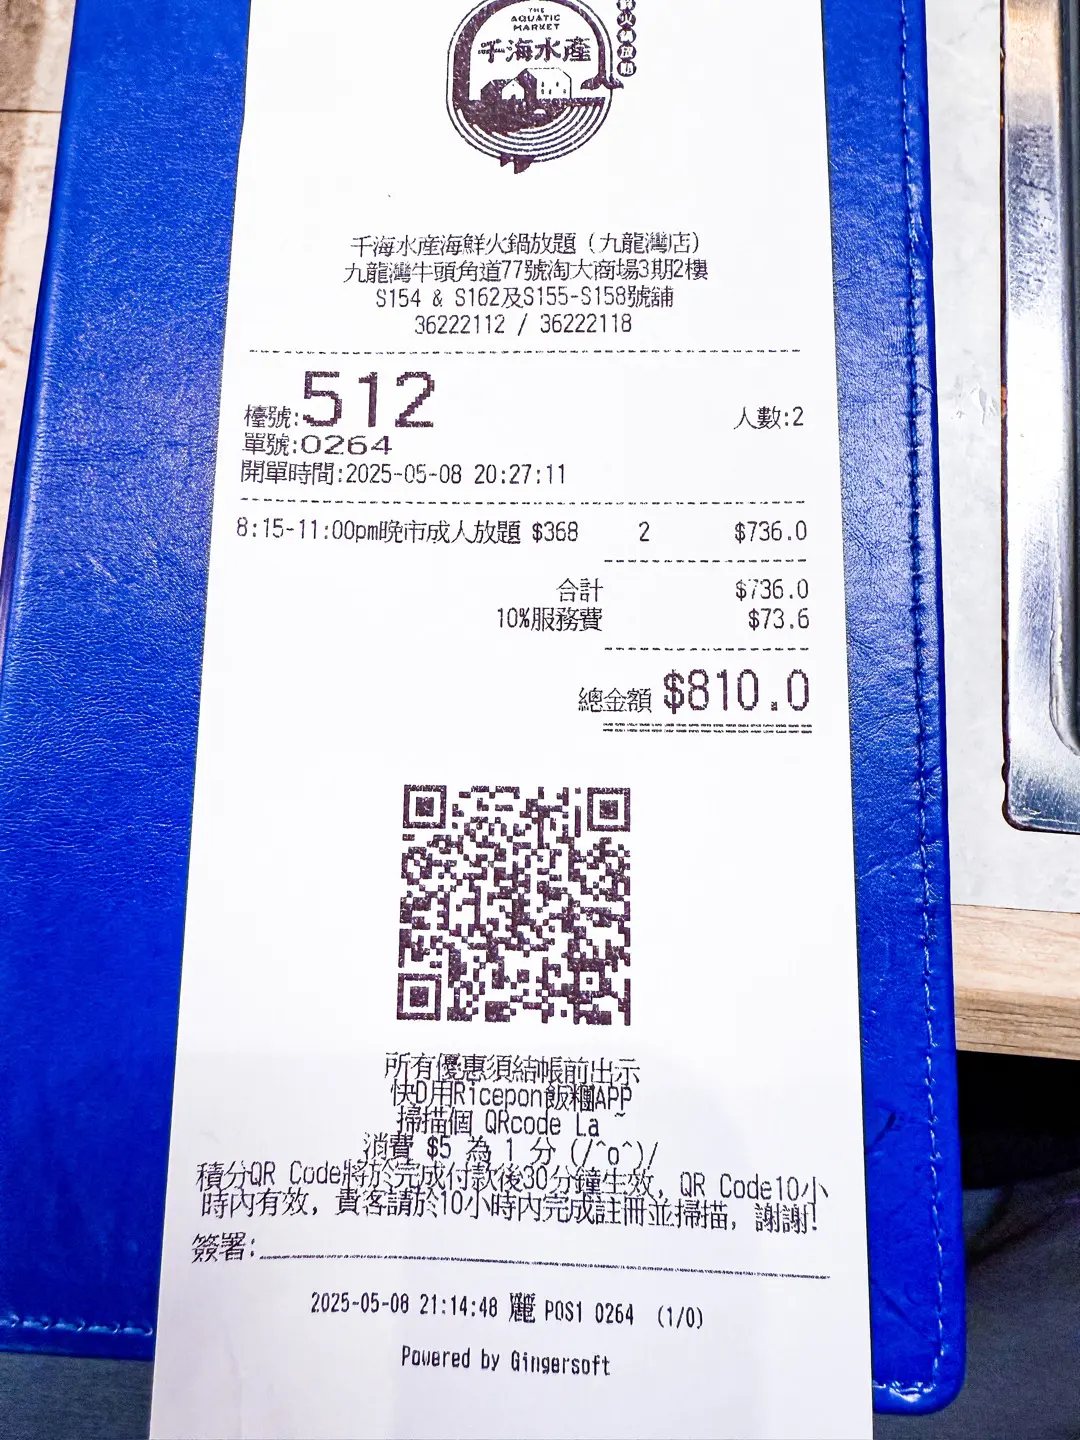 THE
AQUATIC
MARKET
千海水產
千海水產海鮮火鍋放題（九龍灣店）
九龍灣牛頭角道77號淘大商場3期2樓
S154 & S162及S155-S158號舖
36222112 / 36222118
檯號:512 人數:2
單號:0264
開單時間:2025-05-08 20:27:11
8:15-11:00pm晚市成人放題 $368 2 $736.0
合計 $736.0
10%服務費 $73.6
總金額 $810.0
所有優惠須結帳前出示
快D用Ricepon飯糰APP
掃描個 QRcode La ~
消費 $5 為 1 分 (/^o^)/
積分QR Code將於完成付款後30分鐘生效, QR Code10小
時內有效, 貴客請於10小時內完成註冊並掃描, 謝謝!
簽署:
2025-05-08 21:14:48 麗 POS1 0264 (1/0)
Powered by Gingersoft